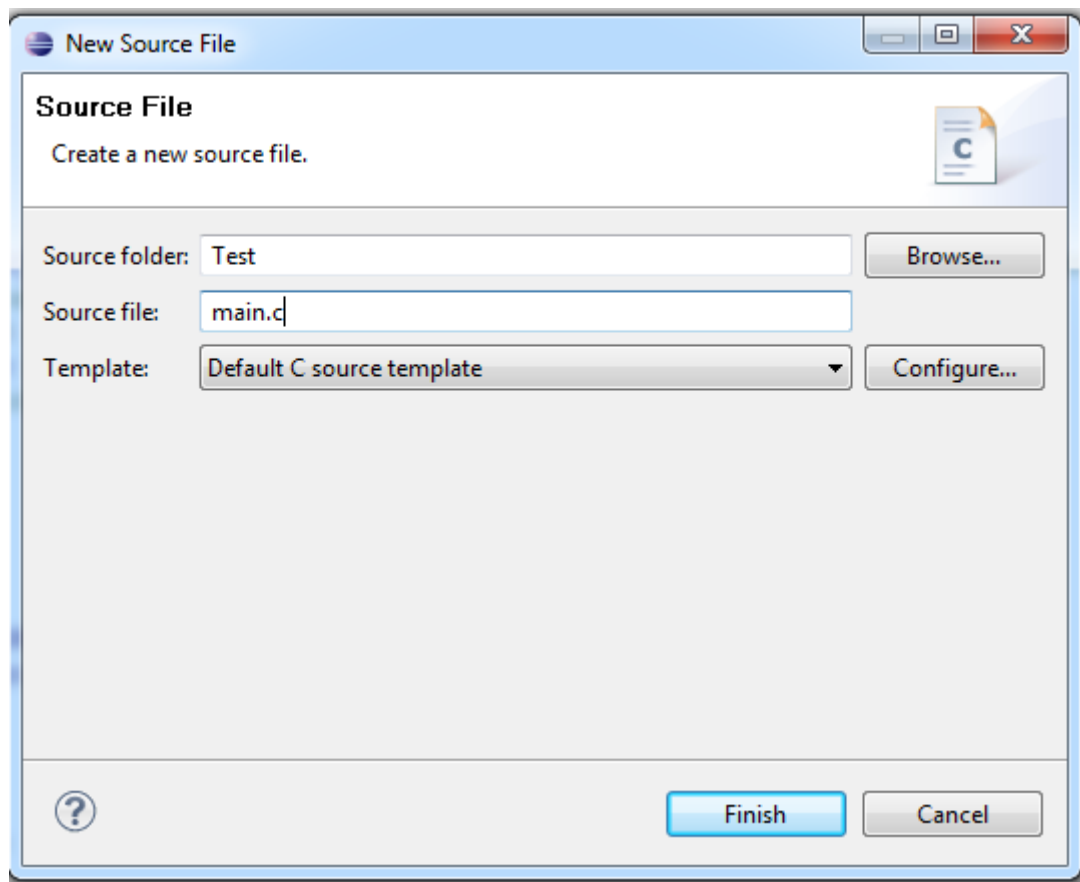 New Source File
Source File
Create a new source file.
C
Source folder: Test Browse...
Source file: main.c
Template: Default C source template Configure...
? Finish Cancel